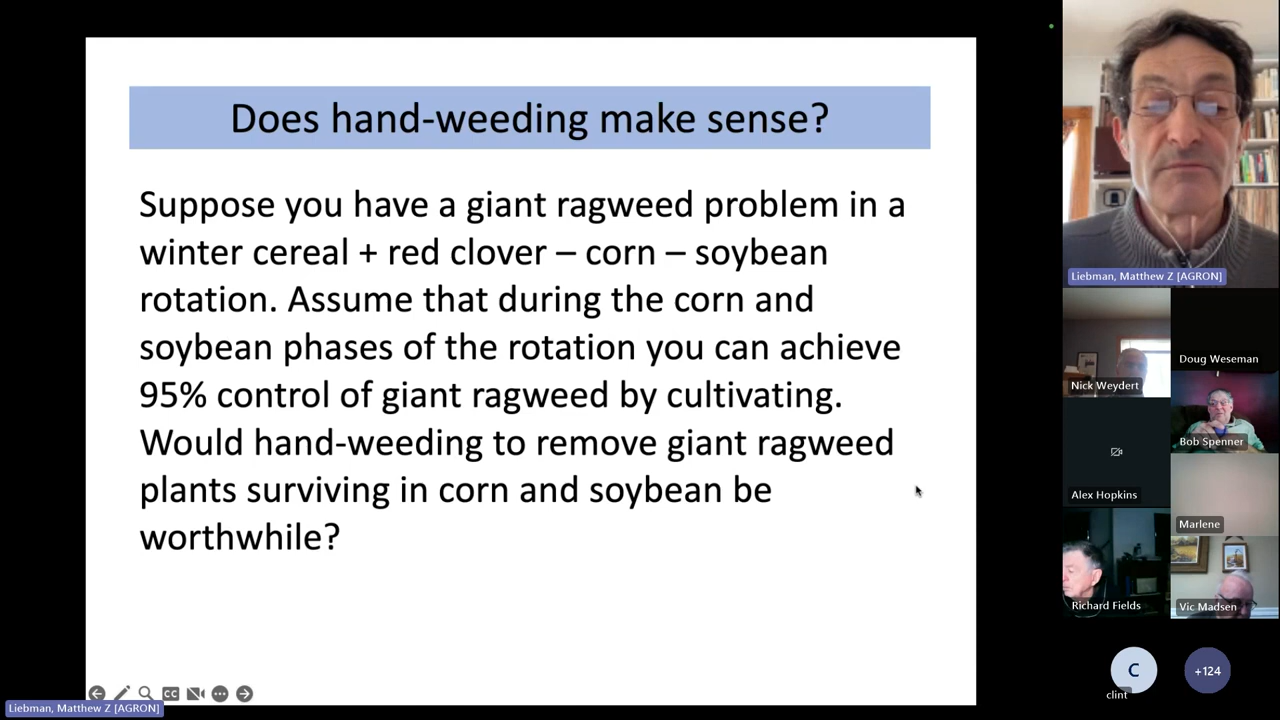 Does hand-weeding make sense?
Suppose you have a giant ragweed problem in a
winter cereal + red clover – corn – soybean
rotation. Assume that during the corn and
soybean phases of the rotation you can achieve
95% control of giant ragweed by cultivating.
Would hand-weeding to remove giant ragweed
plants surviving in corn and soybean be
worthwhile?
CC
Liebman, Matthew Z [AGRON]
Liebman, Matthew Z [AGRON]
Nick Weydert
Doug Weseman
Bob Spenner
Alex Hopkins
Marlene
Richard Fields
Vic Madsen
C
clint
+124